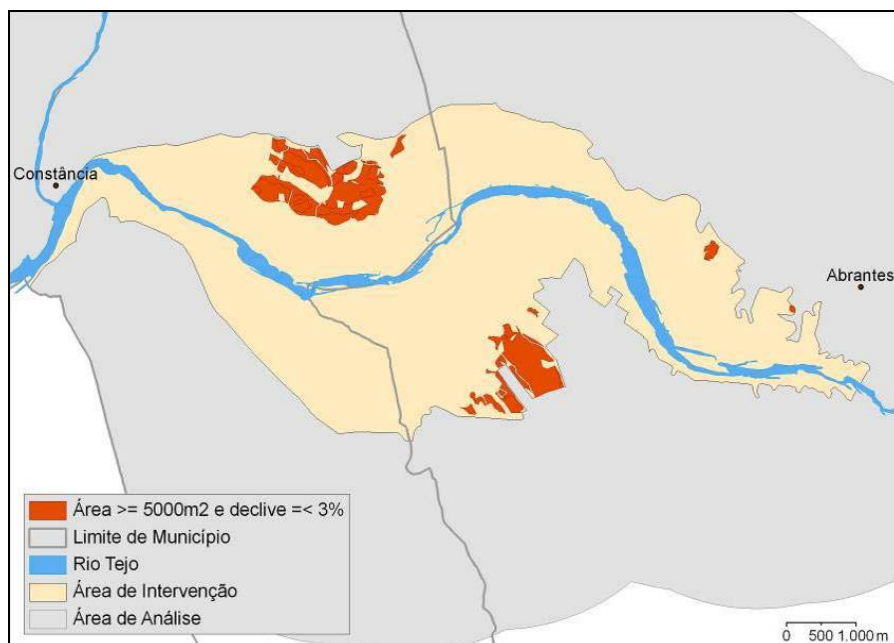 Constância
Abrantes
Área >= 5000m2 e declive =< 3%
Limite de Município
Rio Tejo
Área de Intervenção
Área de Análise
0 500 1.000 m